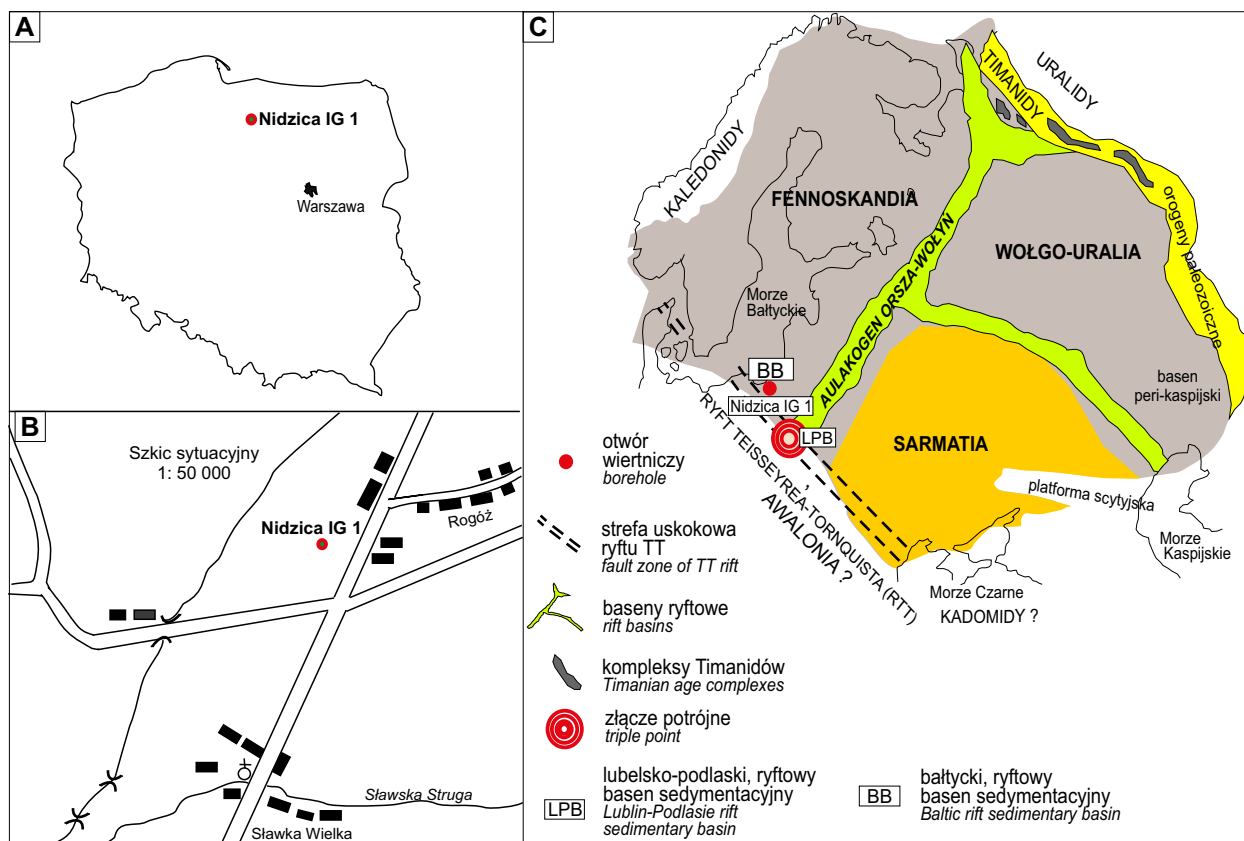 A
Nidzica IG 1
Warszawa
B
Szkic sytuacyjny
1: 50 000
Nidzica IG 1
Rogóż
Sławska Struga
Sławka Wielka
C
KALEDONIDY
FENNOSKANDIA
TIMANIDY
URALIDY
orogeny paleozoiczne
WOŁGO-URALIA
AULAKOGEN ORSZA-WOŁYN
Morze
Bałtyckie
BB
Nidzica IG 1
LPB
basen
peri-kaspijski
SARMATIA
platforma scytyjska
RYFT TEISSEYREA-TORNQUISTA (RTT)
AWALONIA ?
Morze
Kaspijskie
Morze Czarne
KADOMIDY ?
otwór
wiertniczy
borehole
strefa uskokowa
ryftu TT
fault zone of TT rift
baseny ryftowe
rift basins
kompleksy Timanidów
Timanian age complexes
złącze potrójne
triple point
LPB
lubelsko-podlaski, ryftowy
basen sedymentacyjny
Lublin-Podlasie rift
sedimentary basin
BB
bałtycki, ryftowy
basen sedymentacyjny
Baltic rift sedimentary basin